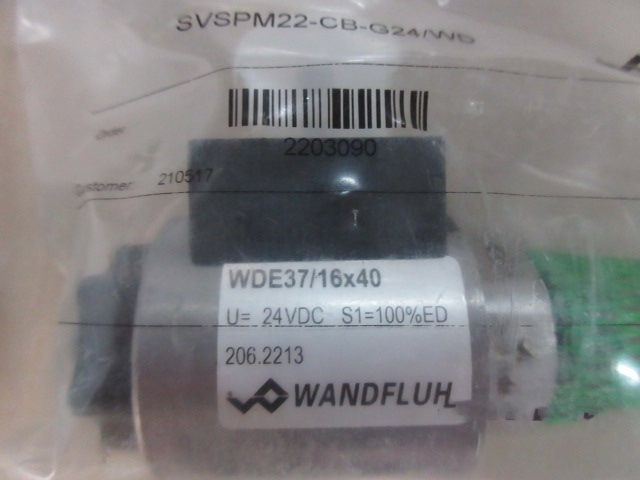 SVSPM22-CB-G24/WD
Order:
2203090
Customer: 210517
WDE37/16x40
U= 24VDC S1=100%ED
206.2213
WANDFLUH